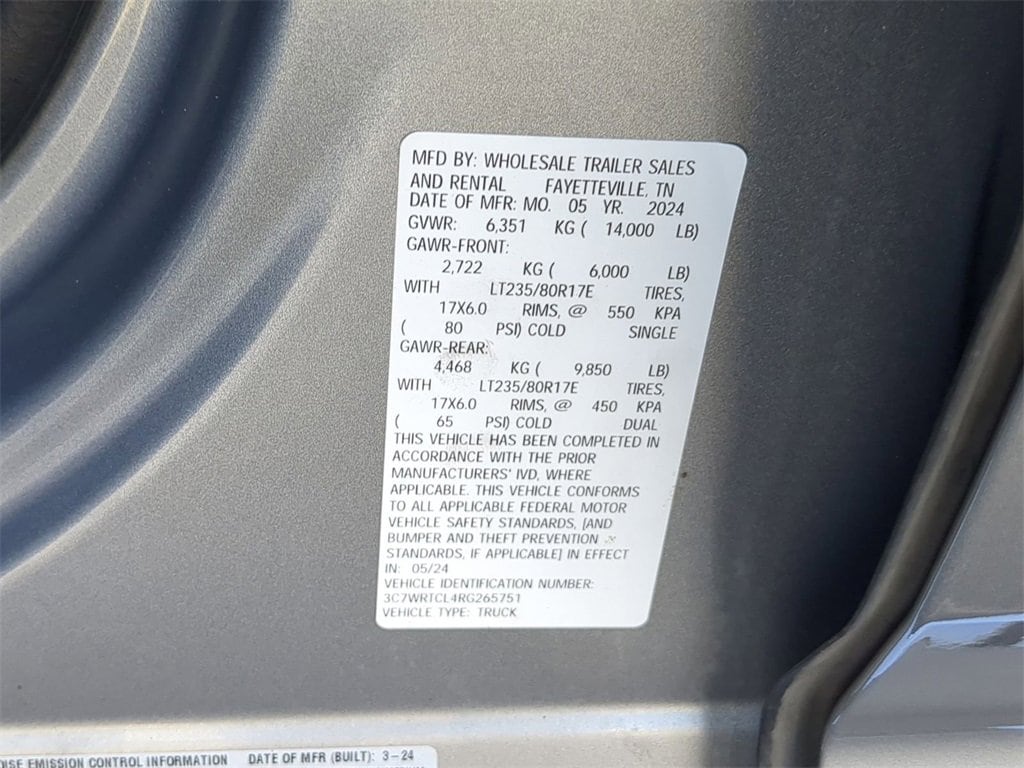 MFD BY: WHOLESALE TRAILER SALES
AND RENTAL FAYETTEVILLE, TN
DATE OF MFR: MO. 05 YR. 2024
GVWR: 6,351 KG ( 14,000 LB)
GAWR-FRONT:
2,722 KG ( 6,000 LB)
WITH LT235/80R17E TIRES,
17X6.0 RIMS, @ 550 KPA
( 80 PSI) COLD SINGLE
GAWR-REAR:
4,468 KG ( 9,850 LB)
WITH LT235/80R17E TIRES,
17X6.0 RIMS, @ 450 KPA
( 65 PSI) COLD DUAL
THIS VEHICLE HAS BEEN COMPLETED IN
ACCORDANCE WITH THE PRIOR
MANUFACTURERS' IVD, WHERE
APPLICABLE. THIS VEHICLE CONFORMS
TO ALL APPLICABLE FEDERAL MOTOR
VEHICLE SAFETY STANDARDS, [AND
BUMPER AND THEFT PREVENTION
STANDARDS, IF APPLICABLE] IN EFFECT
IN: 05/24
VEHICLE IDENTIFICATION NUMBER:
3C7WRTCL4RG265751
VEHICLE TYPE: TRUCK
EMISSION CONTROL INFORMATION DATE OF MFR (BUILT): 3-24